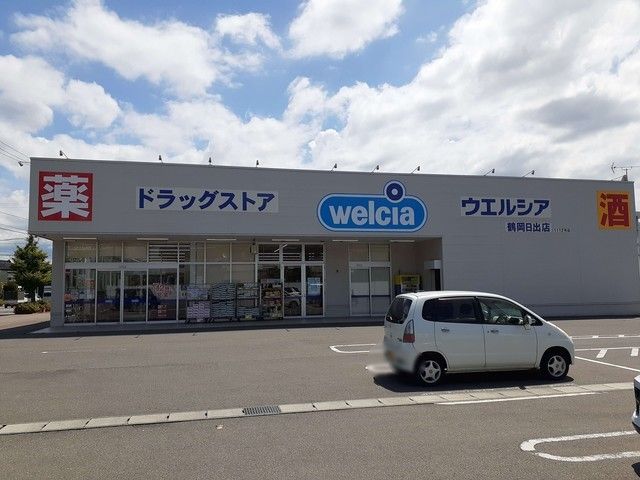 薬
ドラッグストア
welcia
ウエルシア
鶴岡日出店
酒